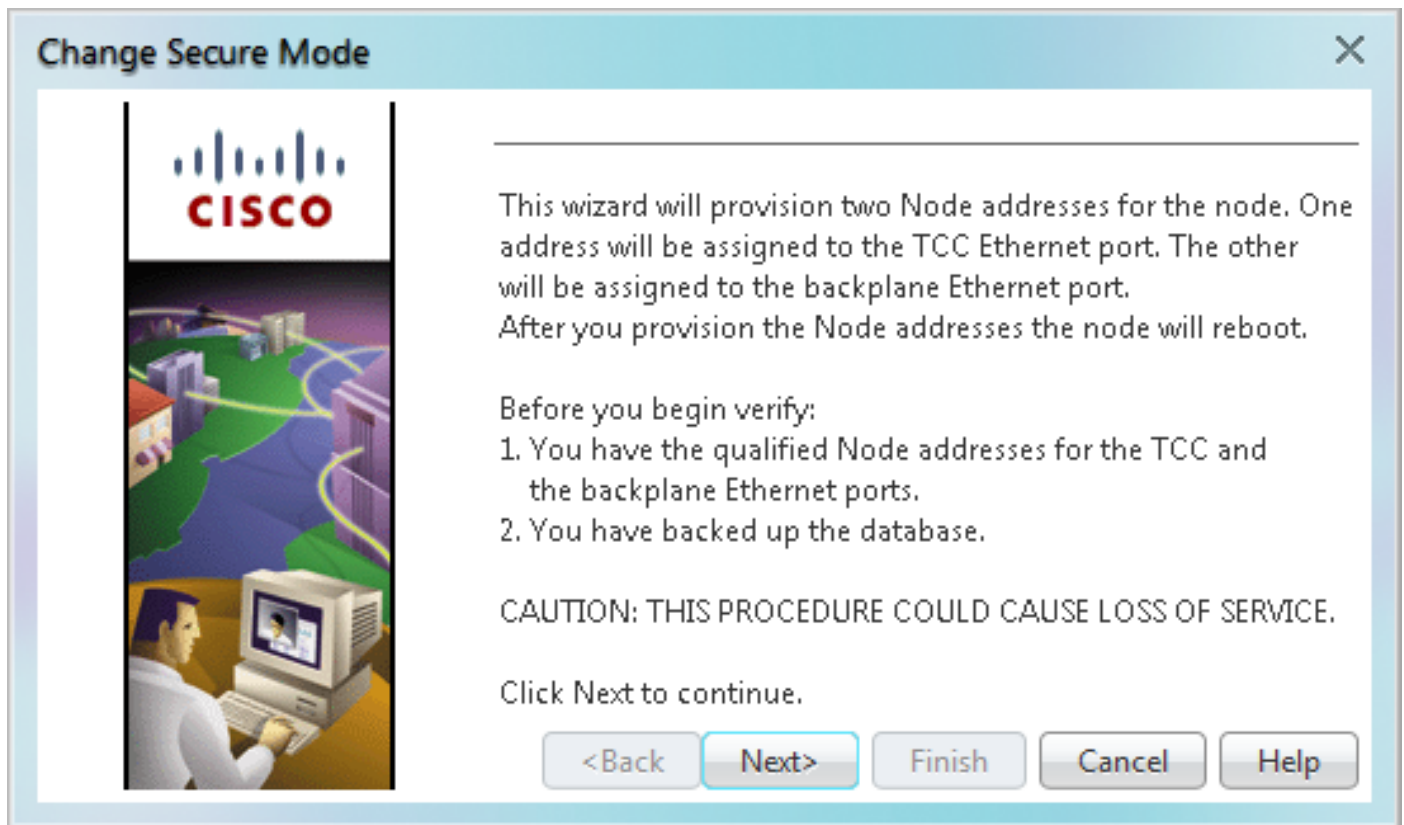 Change Secure Mode
CISCO
This wizard will provision two Node addresses for the node. One
address will be assigned to the TCC Ethernet port. The other
will be assigned to the backplane Ethernet port.
After you provision the Node addresses the node will reboot.
Before you begin verify:
1. You have the qualified Node addresses for the TCC and
the backplane Ethernet ports.
2. You have backed up the database.
CAUTION: THIS PROCEDURE COULD CAUSE LOSS OF SERVICE.
Click Next to continue.
<Back Next> Finish Cancel Help